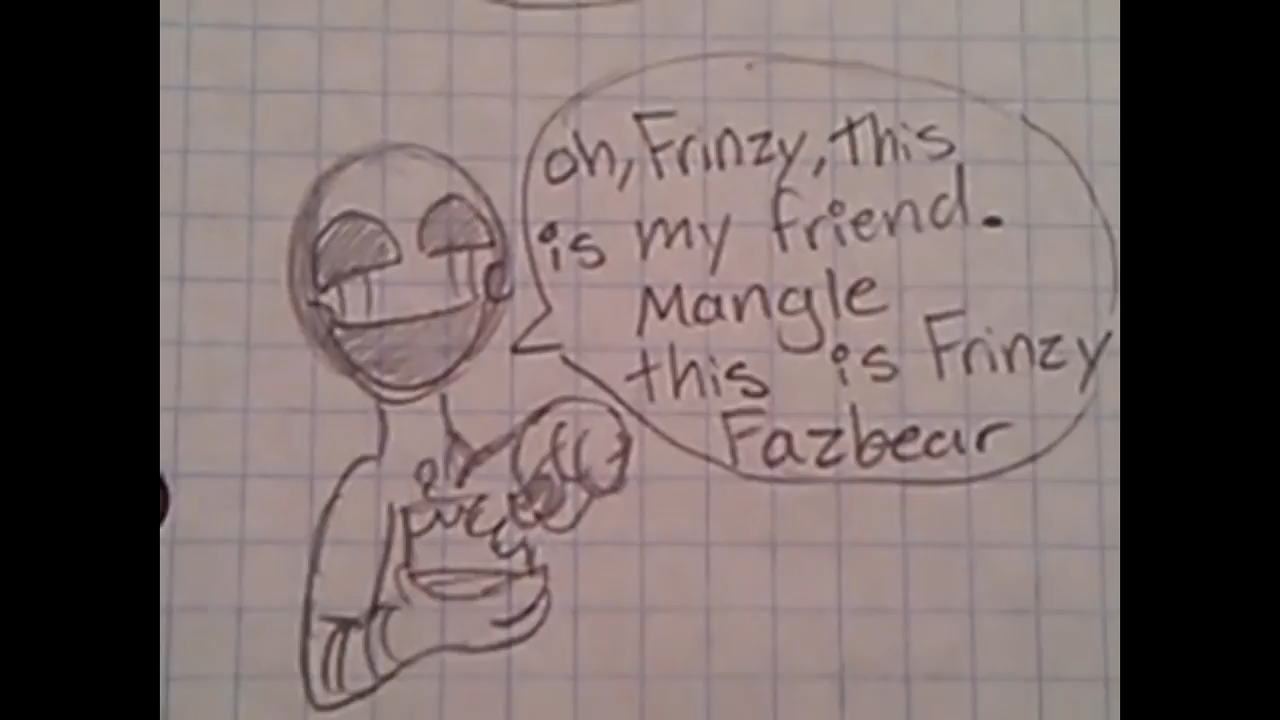 oh, Frinzy, this
is my friend.
Mangle
this is Frinzy
Fazbear